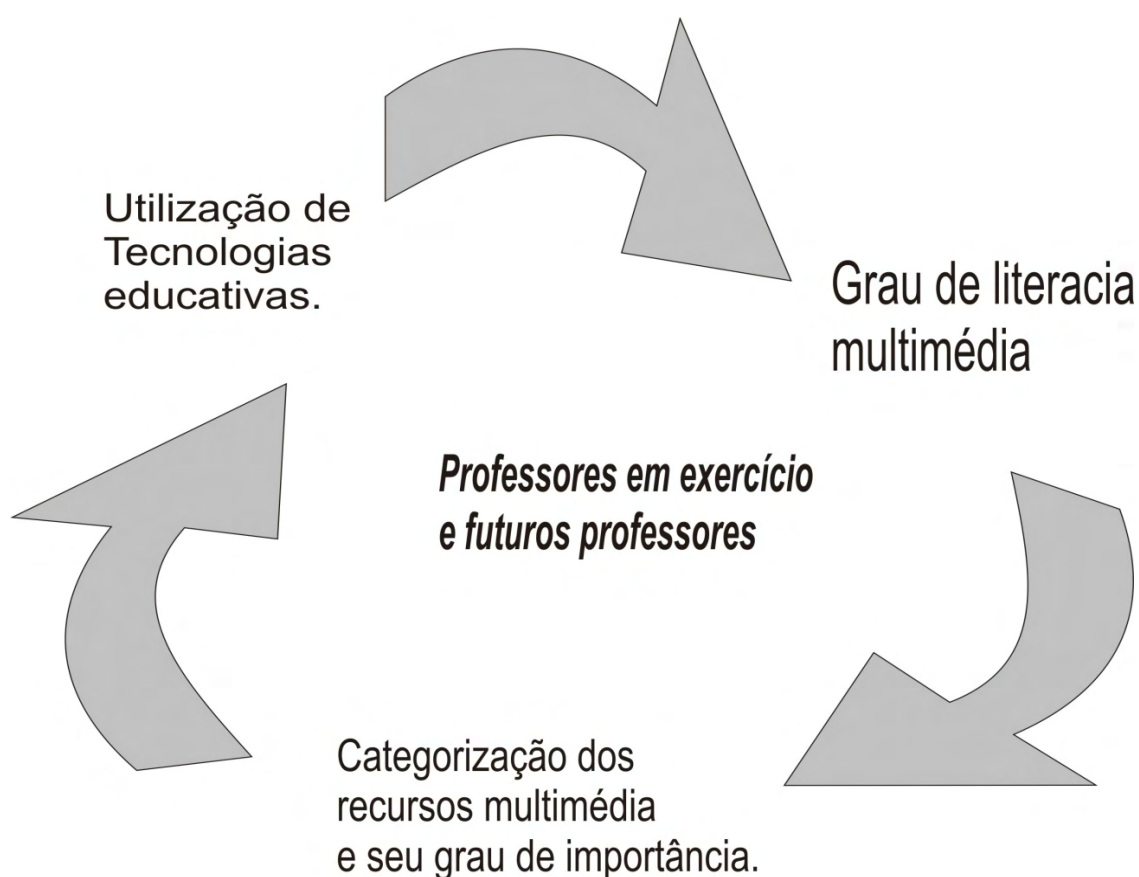 Utilização de
Tecnologias
educativas.
Grau de literacia
multimédia
Professores em exercício
e futuros professores
Categorização dos
recursos multimédia
e seu grau de importância.